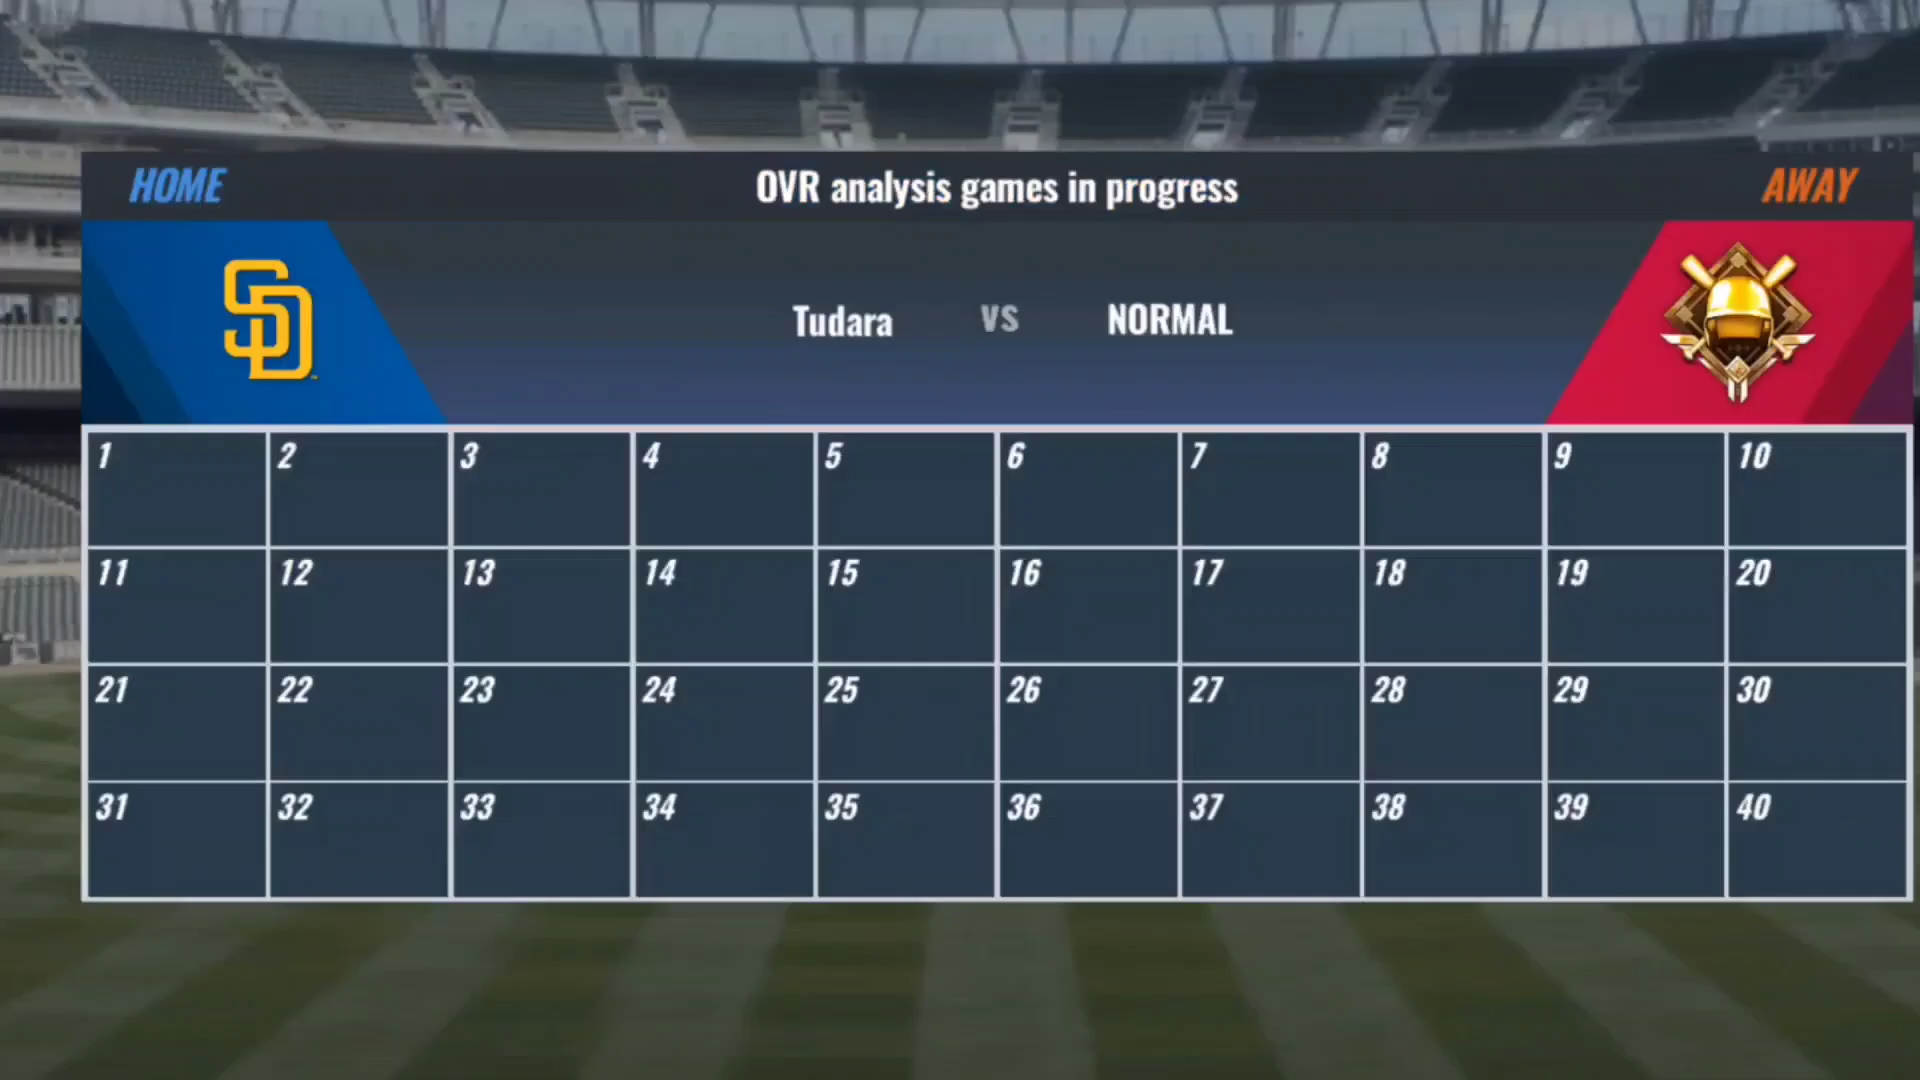 HOME OVR analysis games in progress AWAY
SD
Tudara VS NORMAL
1 2 3 4 5 6 7 8 9 10
11 12 13 14 15 16 17 18 19 20
21 22 23 24 25 26 27 28 29 30
31 32 33 34 35 36 37 38 39 40